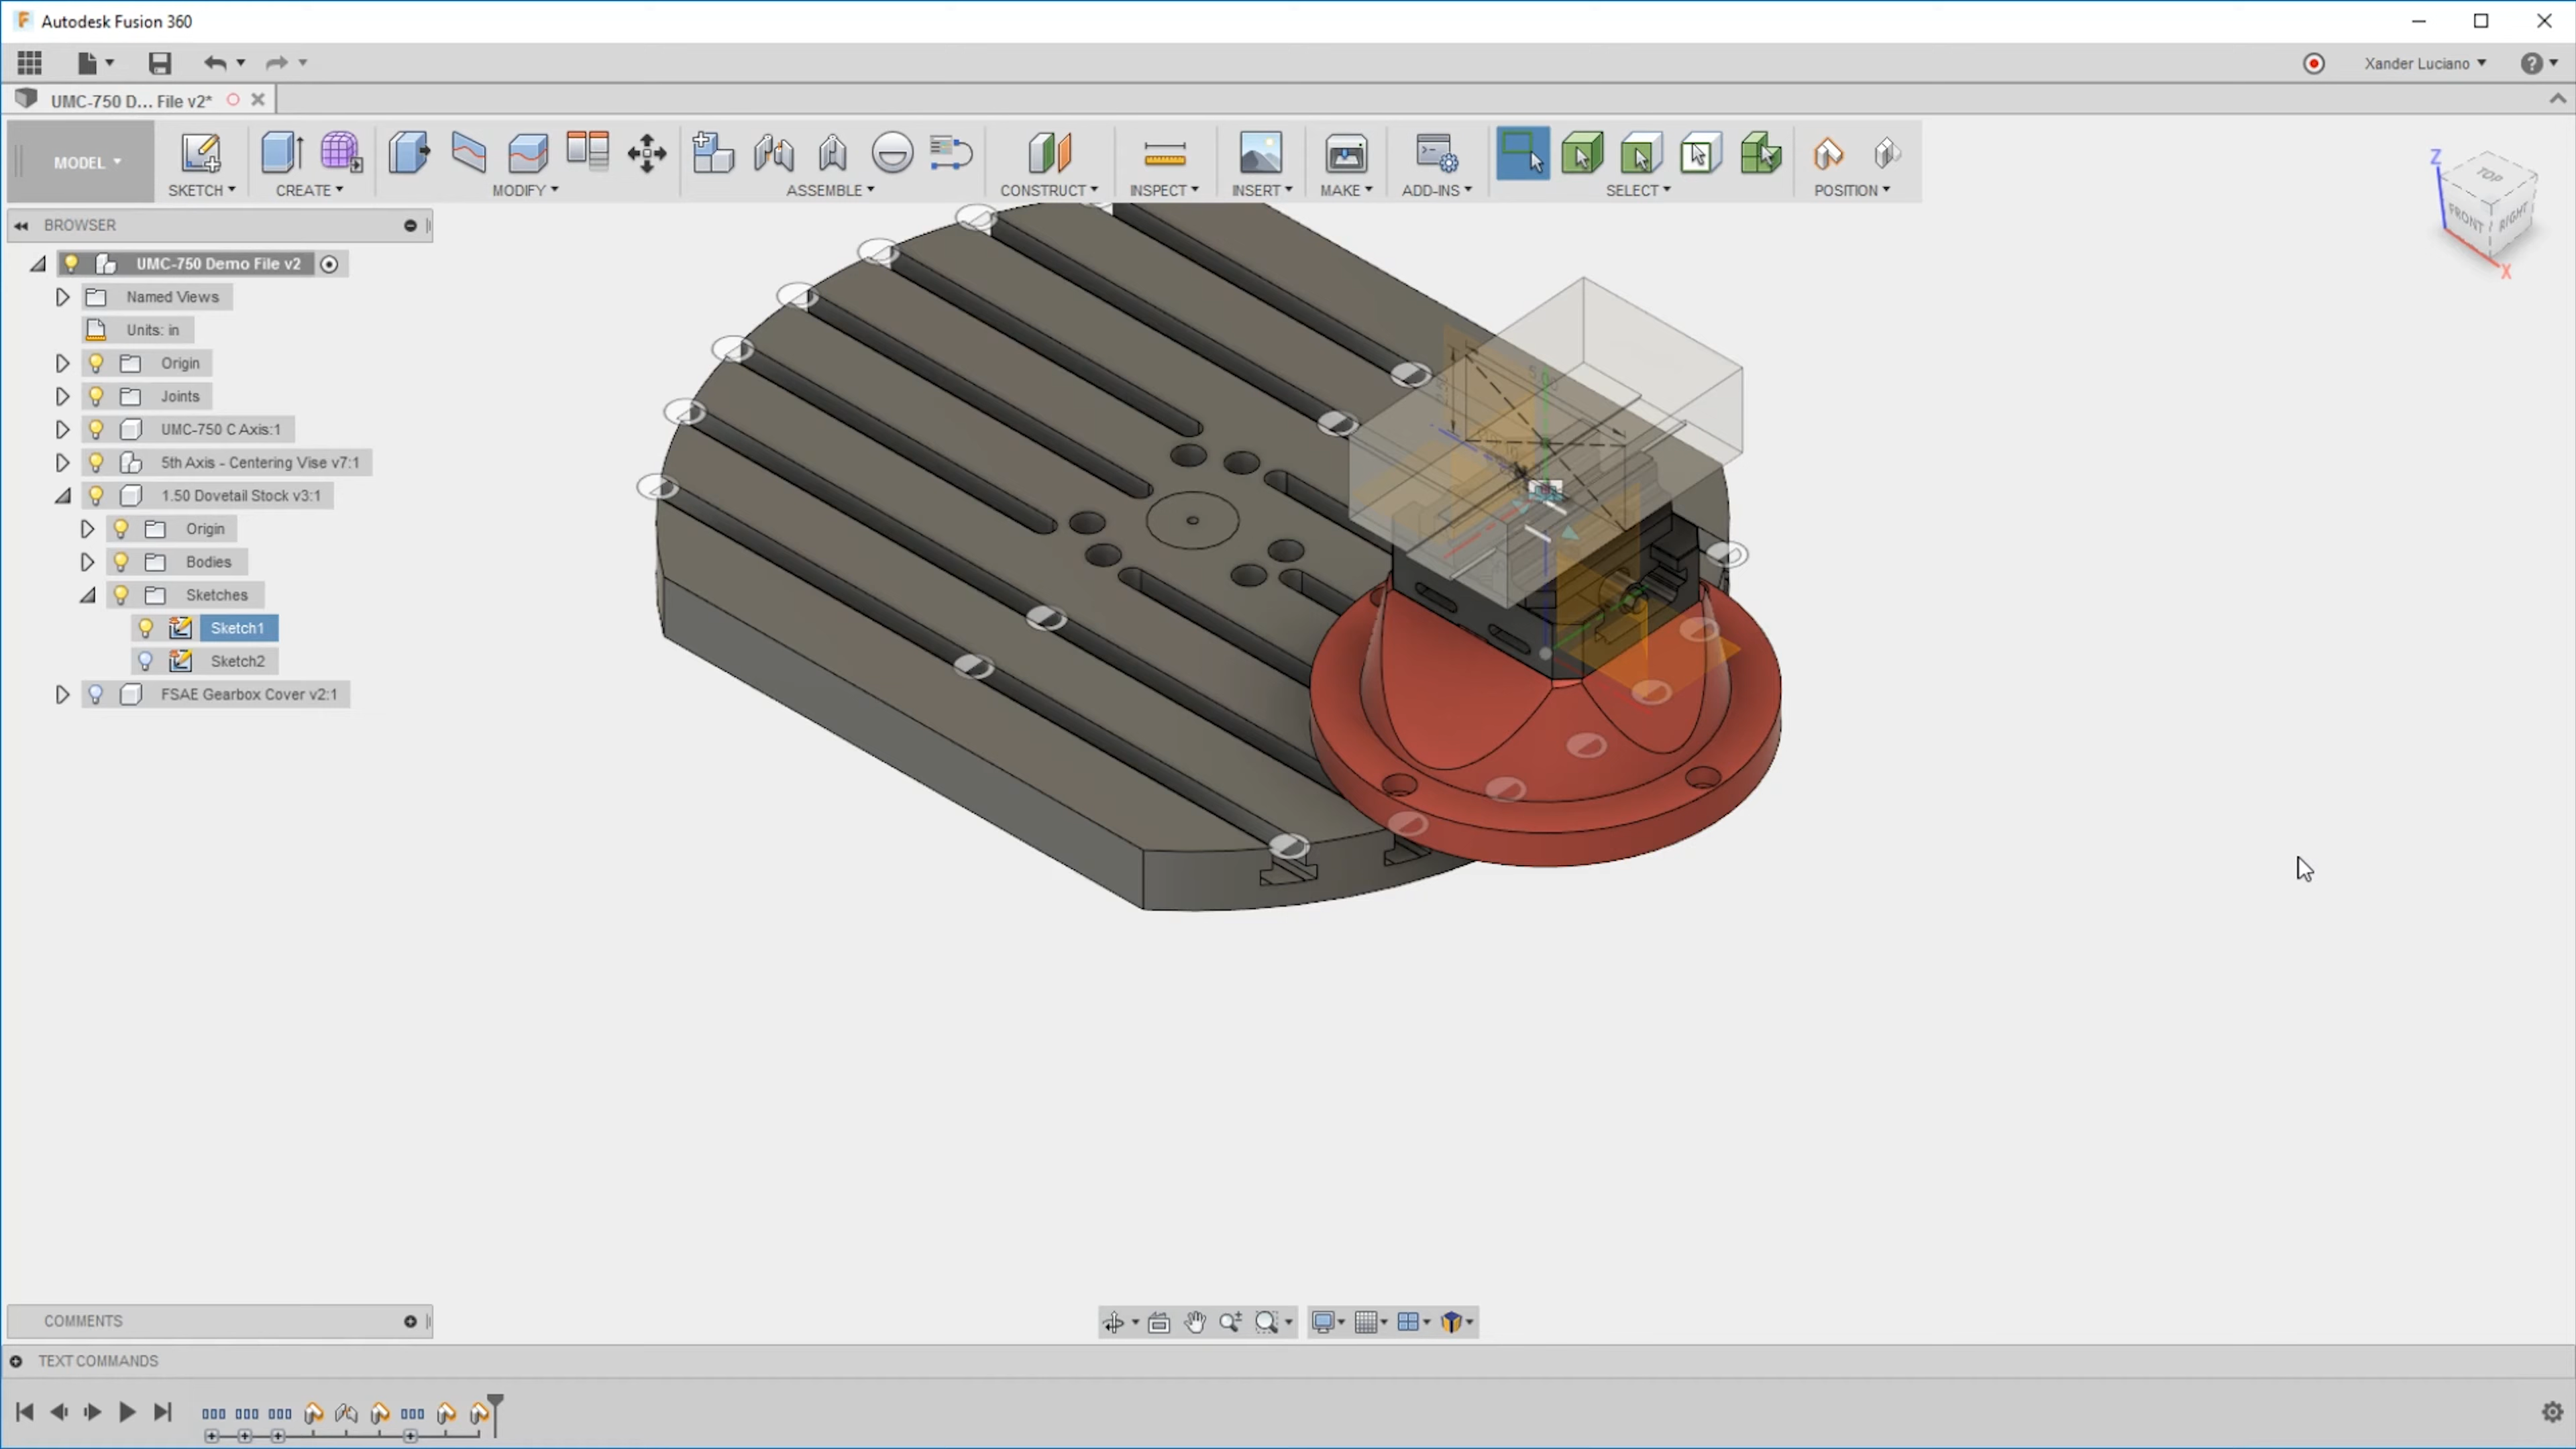 Autodesk Fusion 360
Xander Luciano
UMC-750 D... File v2*
MODEL
SKETCH
CREATE
MODIFY
ASSEMBLE
CONSTRUCT
INSPECT
INSERT
MAKE
ADD-INS
SELECT
POSITION
Z
TOP
FRONT
RIGHT
X
BROWSER
UMC-750 Demo File v2
Named Views
Units: in
Origin
Joints
UMC-750 C Axis:1
5th Axis - Centering Vise v7:1
1.50 Dovetail Stock v3:1
Origin
Bodies
Sketches
Sketch1
Sketch2
FSAE Gearbox Cover v2:1
COMMENTS
TEXT COMMANDS